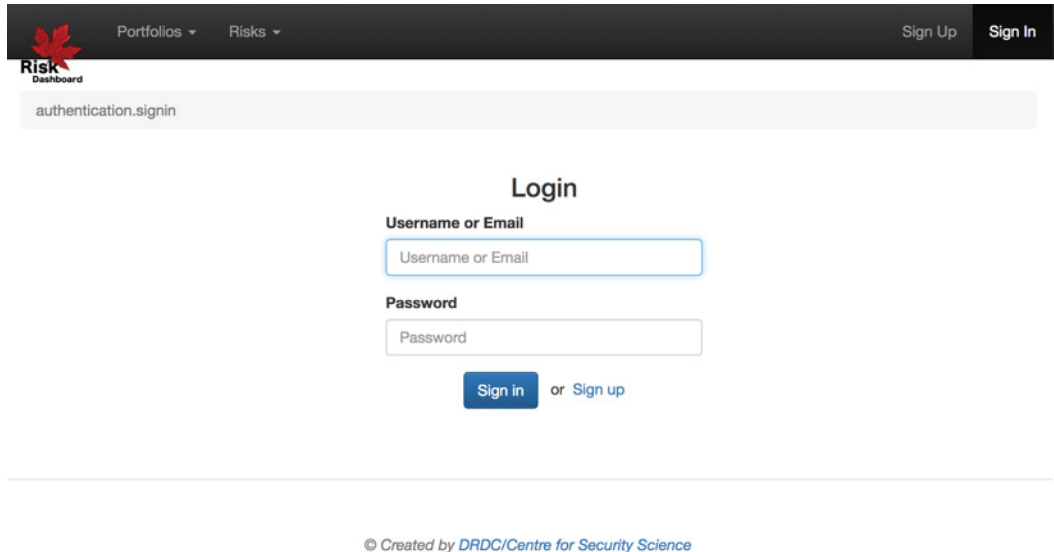 Portfolios Risks Sign Up Sign In
Risk
Dashboard
authentication.signin
Login
Username or Email
Username or Email
Password
Password
Sign in or Sign up
© Created by DRDC/Centre for Security Science